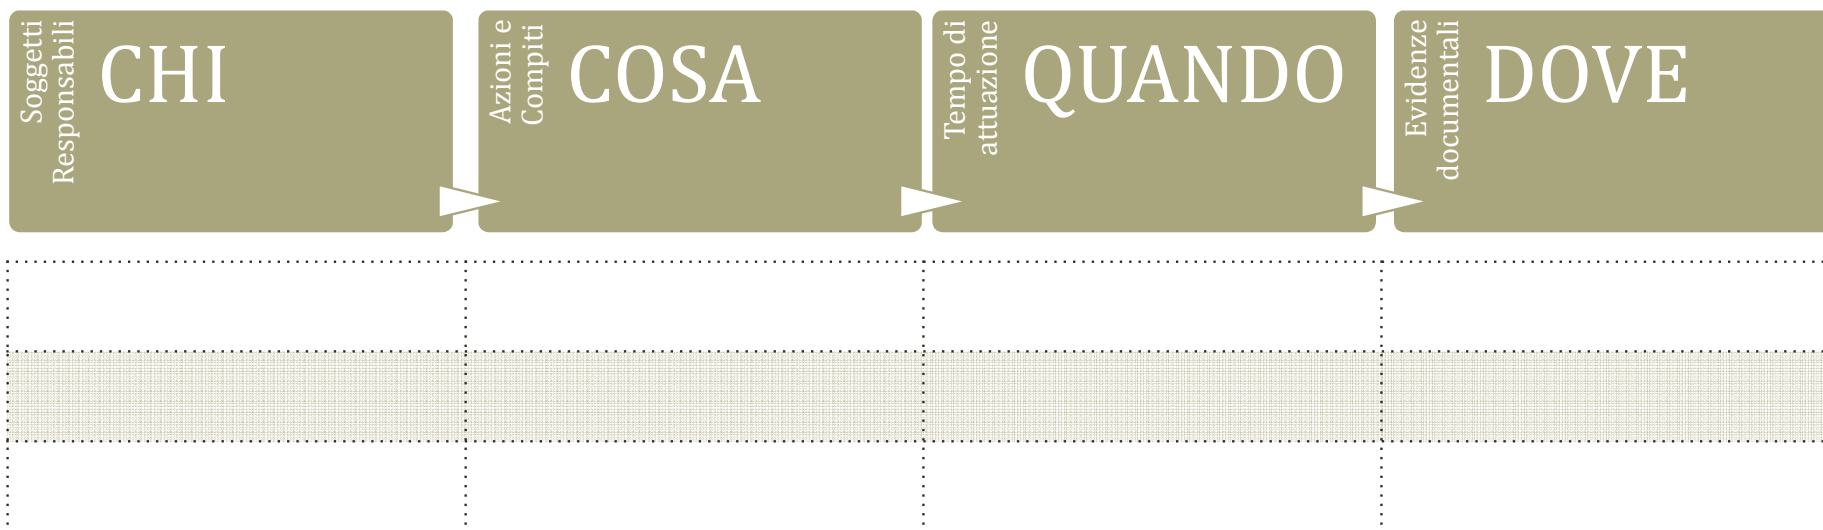 Soggetti
Responsabili
CHI
Azioni e
Compiti
COSA
Tempo di
attuazione
QUANDO
Evidenze
documentali
DOVE